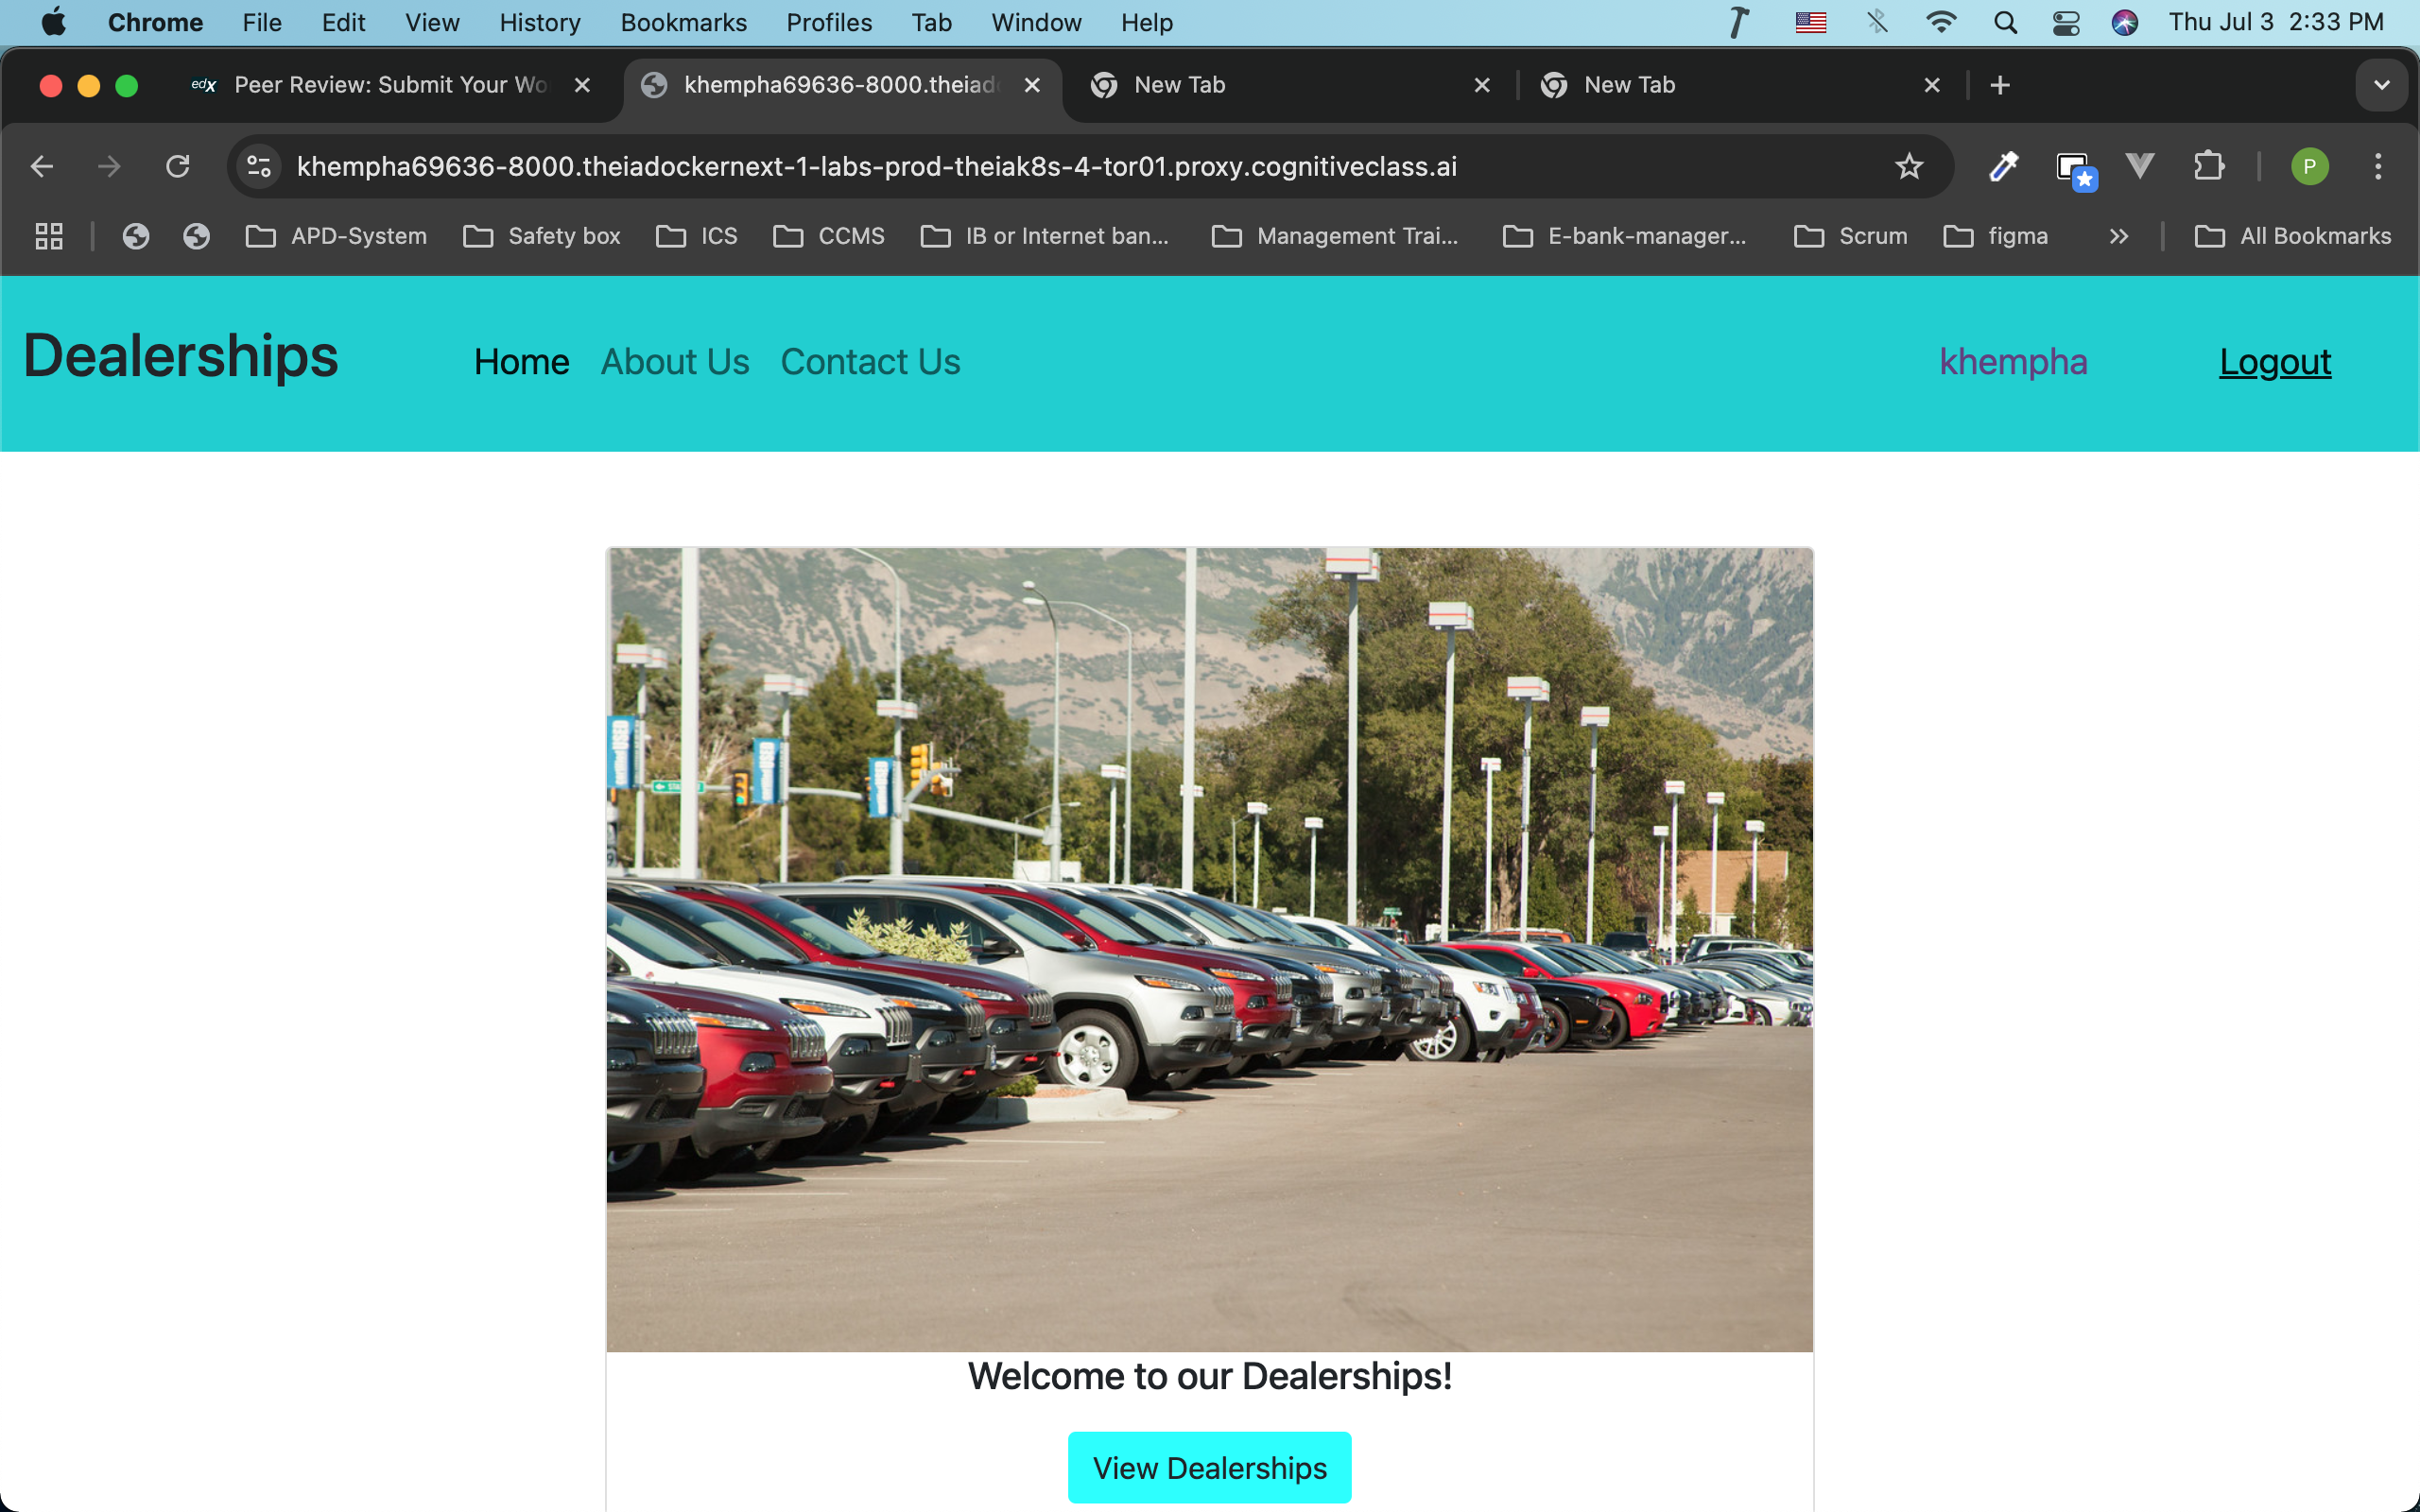 Chrome File Edit View History Bookmarks Profiles Tab Window Help Thu Jul 3 2:33 PM
edX Peer Review: Submit Your Wo khempha69636-8000.theiado New Tab New Tab
khempha69636-8000.theiadockernext-1-labs-prod-theiak8s-4-tor01.proxy.cognitiveclass.ai P
APD-System Safety box ICS CCMS IB or Internet ban... Management Trai... E-bank-manager... Scrum figma All Bookmarks
Dealerships Home About Us Contact Us khempha Logout
Welcome to our Dealerships!
View Dealerships